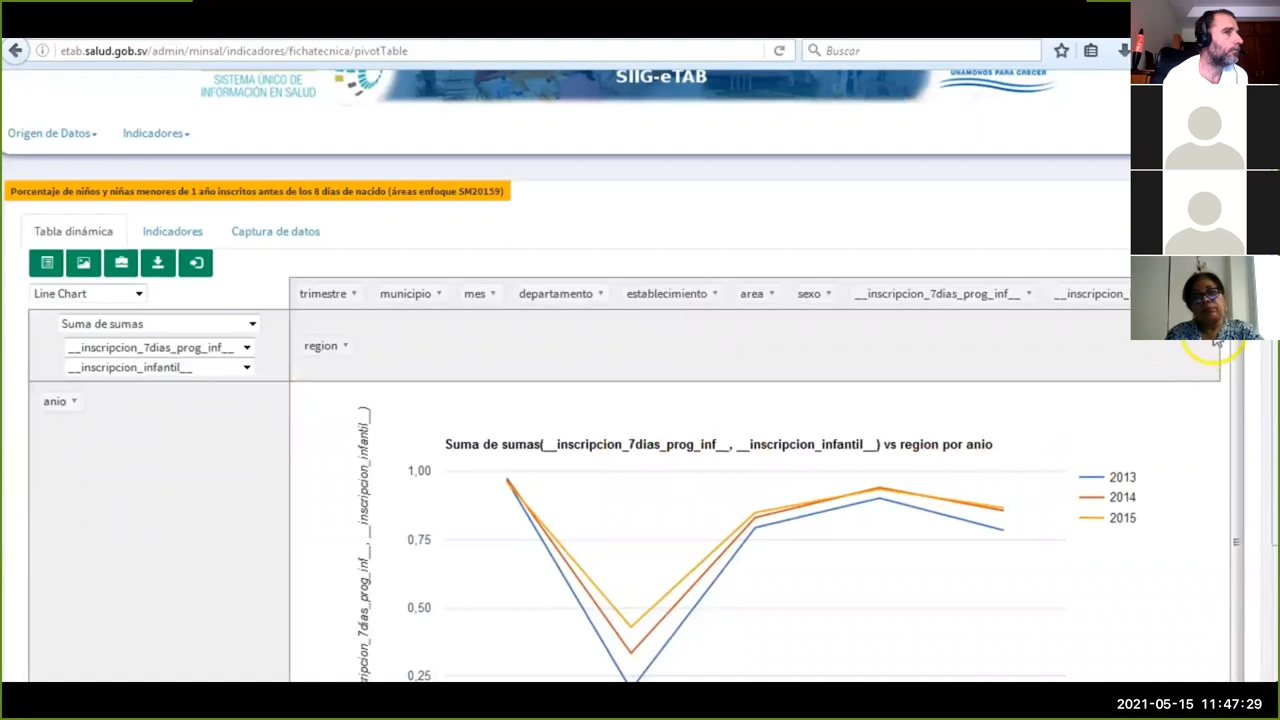 etab.salud.gob.sv/admin/minsal/indicadores/fichatecnica/pivotTable
Buscar
SISTEMA ÚNICO DE
INFORMACIÓN EN SALUD
SIIG-eTAB
UNÁMONOS PARA CRECER
Origen de Datos
Indicadores
Porcentaje de niños y niñas menores de 1 año inscritos antes de los 8 días de nacido (áreas enfoque SM20159)
Tabla dinámica
Indicadores
Captura de datos
Line Chart
trimestre
municipio
mes
departamento
establecimiento
area
sexo
__inscripcion_7dias_prog_inf__
__inscripcion_
Suma de sumas
__inscripcion_7dias_prog_inf__
__inscripcion_infantil__
region
anio
Suma de sumas(__inscripcion_7dias_prog_inf__, __inscripcion_infantil__) vs region por anio
cripcion_7dias_prog_inf__, __inscripcion_infantil__)
1,00
0,75
0,50
0,25
2013
2014
2015
2021-05-15 11:47:29